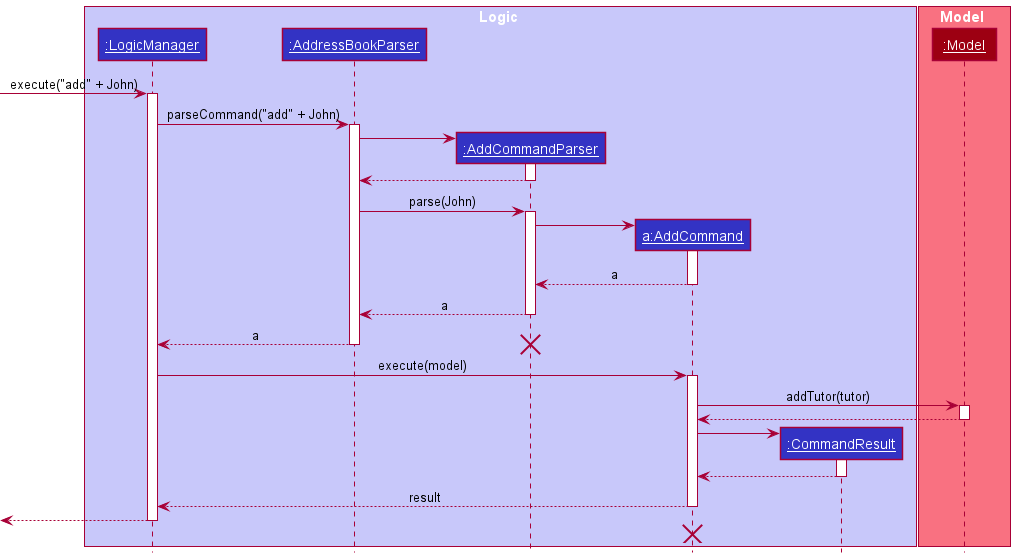 Logic
Model
:LogicManager
:AddressBookParser
:Model
execute("add" + John)
parseCommand("add" + John)
:AddCommandParser
parse(John)
a:AddCommand
a
a
a
execute(model)
addTutor(tutor)
:CommandResult
result